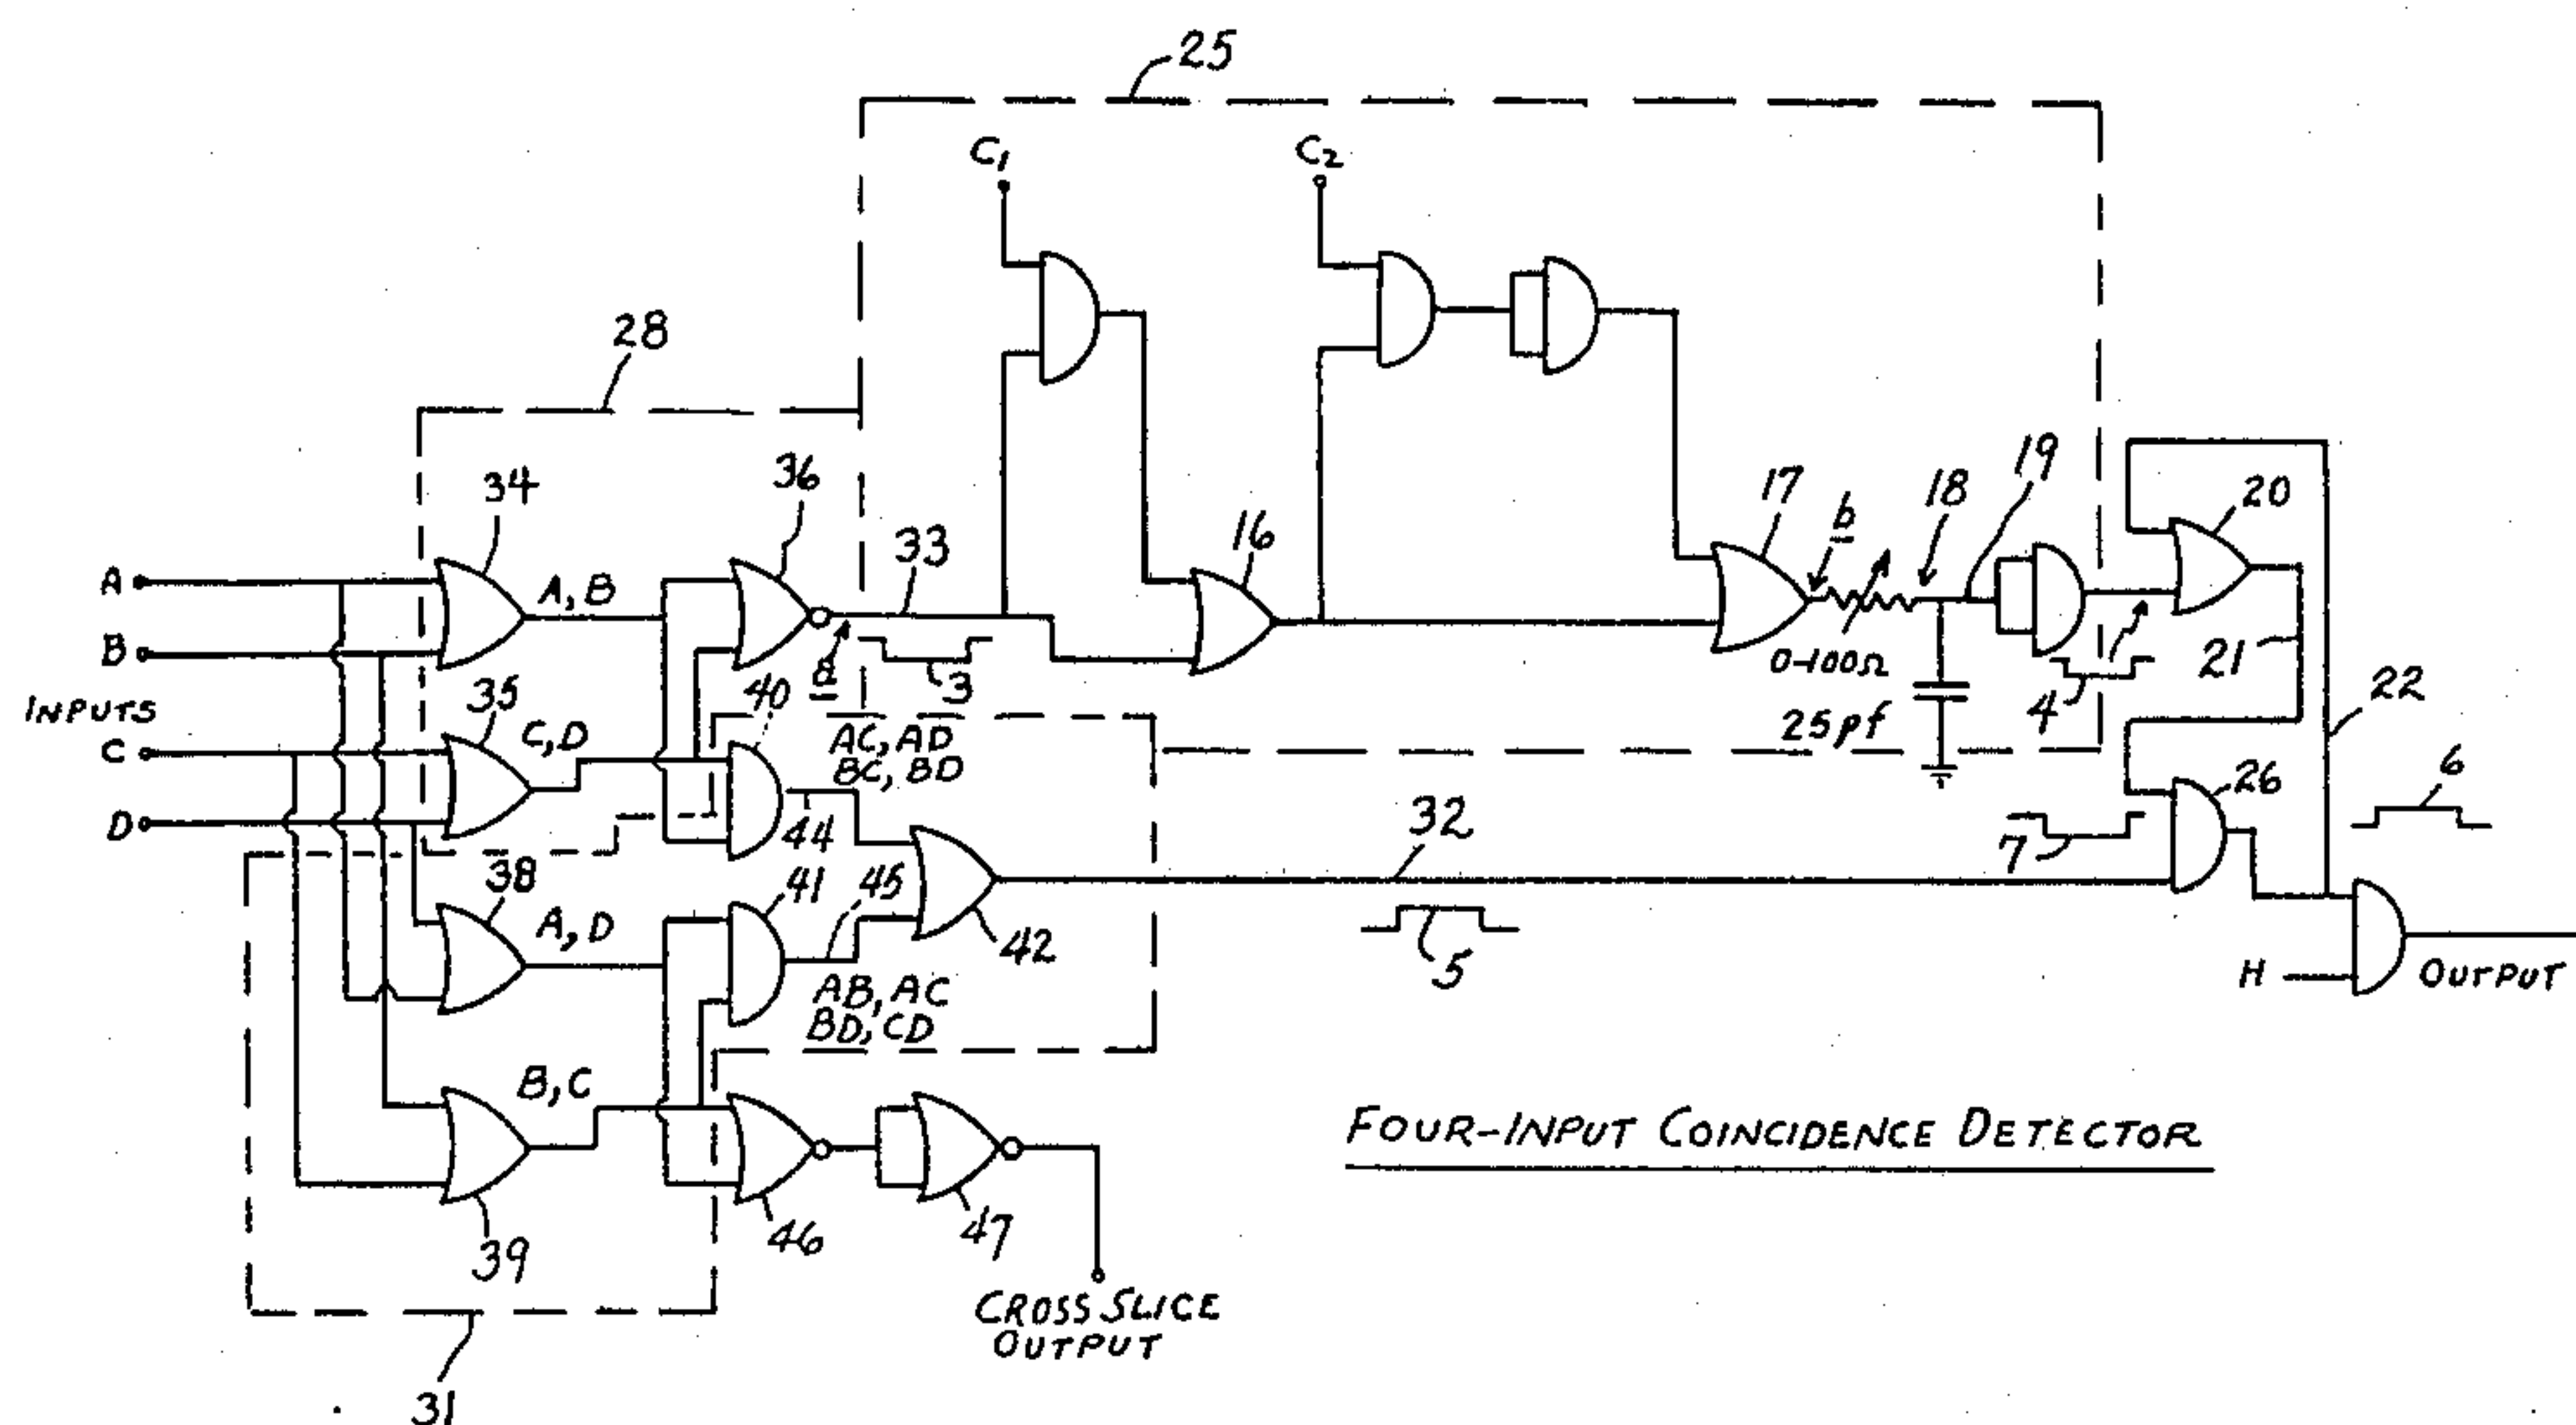 25
C1
C2
28
34
36
33
16
17
b
18
19
20
A
A, B
B
a
3
0-100Ω
4
21
22
INPUTS
35
C, D
40
C
AC, AD
BC, BD
25pf
26
6
D
44
32
7
38
41
45
A, D
42
5
AB, AC
BD, CD
H
OUTPUT
B, C
FOUR-INPUT COINCIDENCE DETECTOR
39
46
47
CROSS SLICE
OUTPUT
31